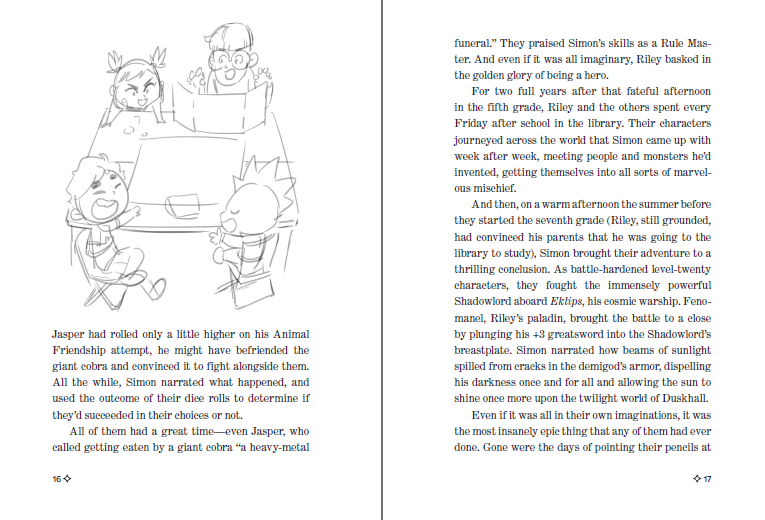 Jasper had rolled only a little higher on his Animal
Friendship attempt, he might have befriended the
giant cobra and convinced it to fight alongside them.
All the while, Simon narrated what happened, and
used the outcome of their dice rolls to determine if
they’d succeeded in their choices or not.
All of them had a great time—even Jasper, who
called getting eaten by a giant cobra “a heavy-metal
16
funeral.” They praised Simon’s skills as a Rule Mas-
ter. And even if it was all imaginary, Riley basked in
the golden glory of being a hero.
For two full years after that fateful afternoon
in the fifth grade, Riley and the others spent every
Friday after school in the library. Their characters
journeyed across the world that Simon came up with
week after week, meeting people and monsters he’d
invented, getting themselves into all sorts of marvel-
ous mischief.
And then, on a warm afternoon the summer before
they started the seventh grade (Riley, still grounded,
had convinced his parents that he was going to the
library to study), Simon brought their adventure to a
thrilling conclusion. As battle-hardened level-twenty
characters, they fought the immensely powerful
Shadowlord aboard Eklips, his cosmic warship. Feno-
manel, Riley’s paladin, brought the battle to a close
by plunging his +3 greatsword into the Shadowlord’s
breastplate. Simon narrated how beams of sunlight
spilled from cracks in the demigod’s armor, dispelling
his darkness once and for all and allowing the sun to
shine once more upon the twilight world of Duskhall.
Even if it was all in their own imaginations, it was
the most insanely epic thing that any of them had ever
done. Gone were the days of pointing their pencils at
17